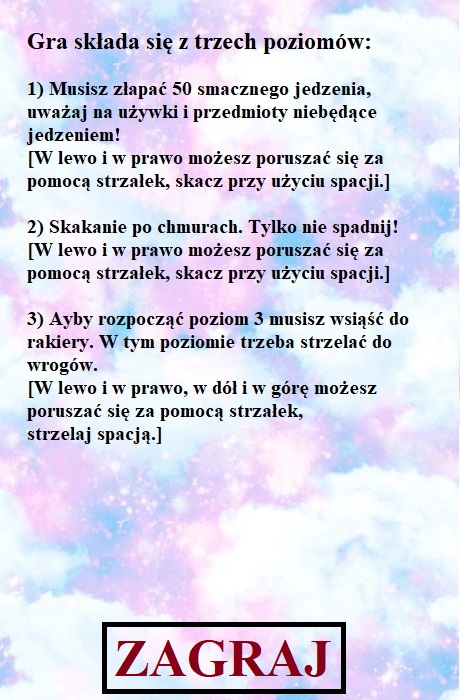 Gra składa się z trzech poziomów:
1) Musisz złapać 50 smacznego jedzenia,
uważaj na używki i przedmioty niebędące
jedzeniem!
[W lewo i w prawo możesz poruszać się za
pomocą strzałek, skacz przy użyciu spacji.]
2) Skakanie po chmurach. Tylko nie spadnij!
[W lewo i w prawo możesz poruszać się za
pomocą strzałek, skacz przy użyciu spacji.]
3) Ayby rozpocząć poziom 3 musisz wsiąść do
rakiery. W tym poziomie trzeba strzelać do
wrogów.
[W lewo i w prawo, w dół i w górę możesz
poruszać się za pomocą strzałek,
strzelaj spacją.]
ZAGRAJ